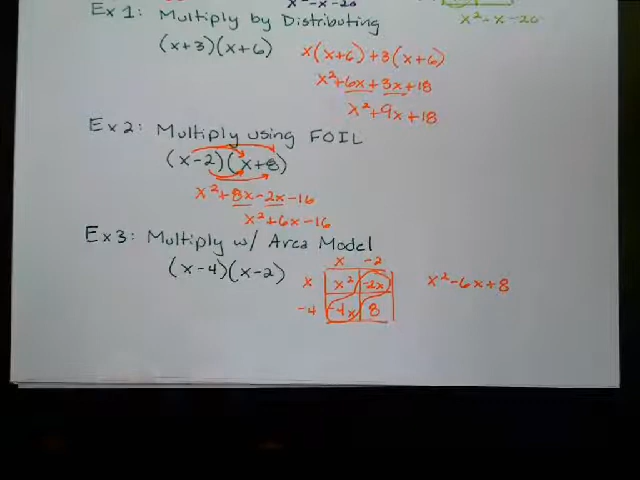 x²-x-20
x²-x-20
Ex 1: Multiply by Distributing
(x+3)(x+6) x(x+6)+3(x+6)
x²+6x+3x+18
x²+9x+18
Ex 2: Multiply using FOIL
(x-2)(x+8)
x²+8x-2x-16
x²+6x-16
Ex 3: Multiply w/ Area Model
(x-4)(x-2)
x -2
x x² -2x x²-6x+8
-4 -4x 8